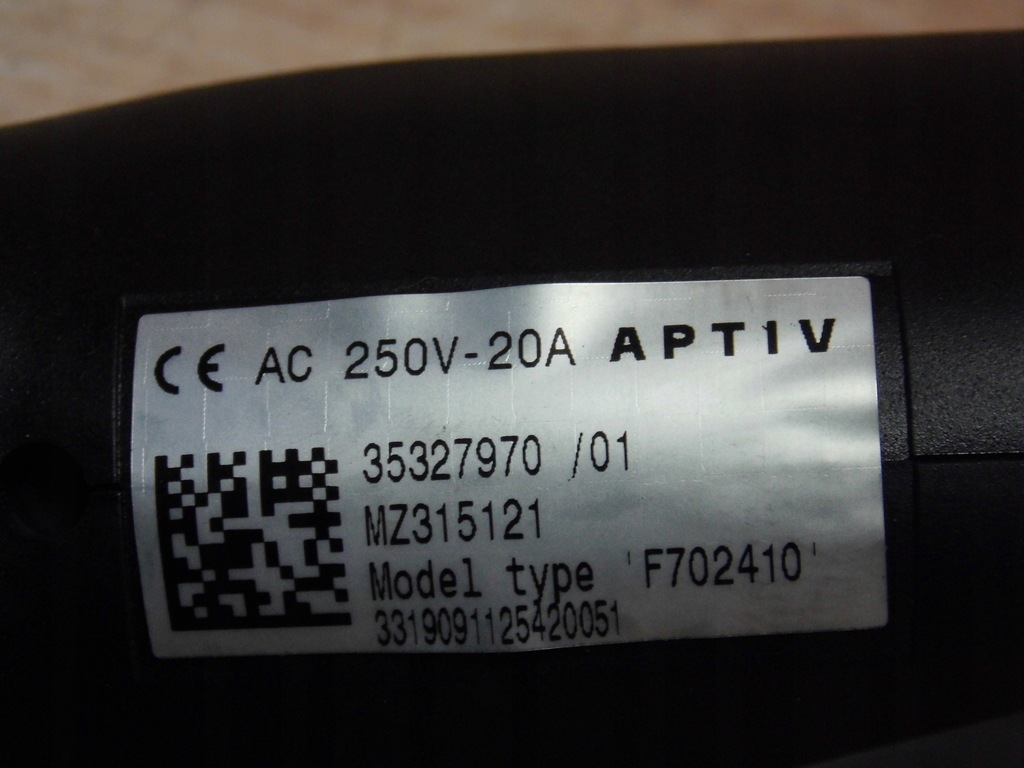 CE AC 250V-20A APTIV
35327970 /01
MZ315121
Model type 'F702410'
3319091125420051